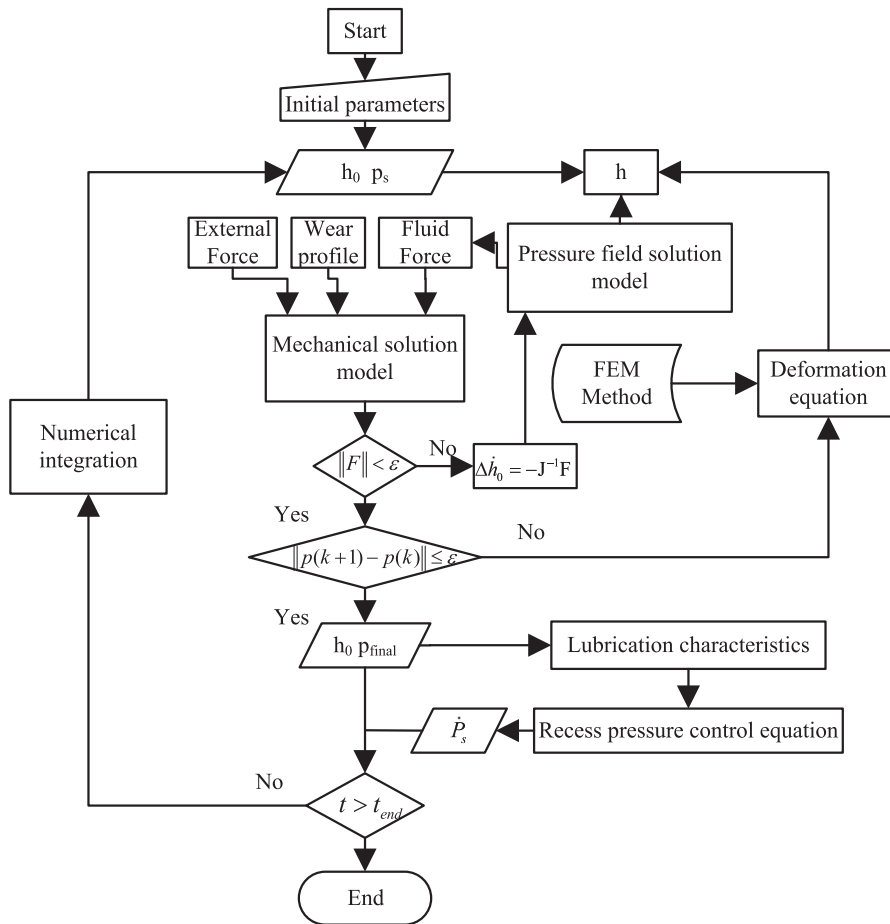 Start
Initial parameters
h₀ pₛ
h
External
Force
Wear
profile
Fluid
Force
Pressure field solution
model
Mechanical solution
model
FEM
Method
Deformation
equation
Numerical
integration
‖F‖ < ε
No
Δḣ₀ = −J⁻¹F
Yes
‖p(k+1) − p(k)‖ ≤ ε
No
Yes
h₀ p_final
Lubrication characteristics
Ṗₛ
Recess pressure control equation
No
t > t_end
End